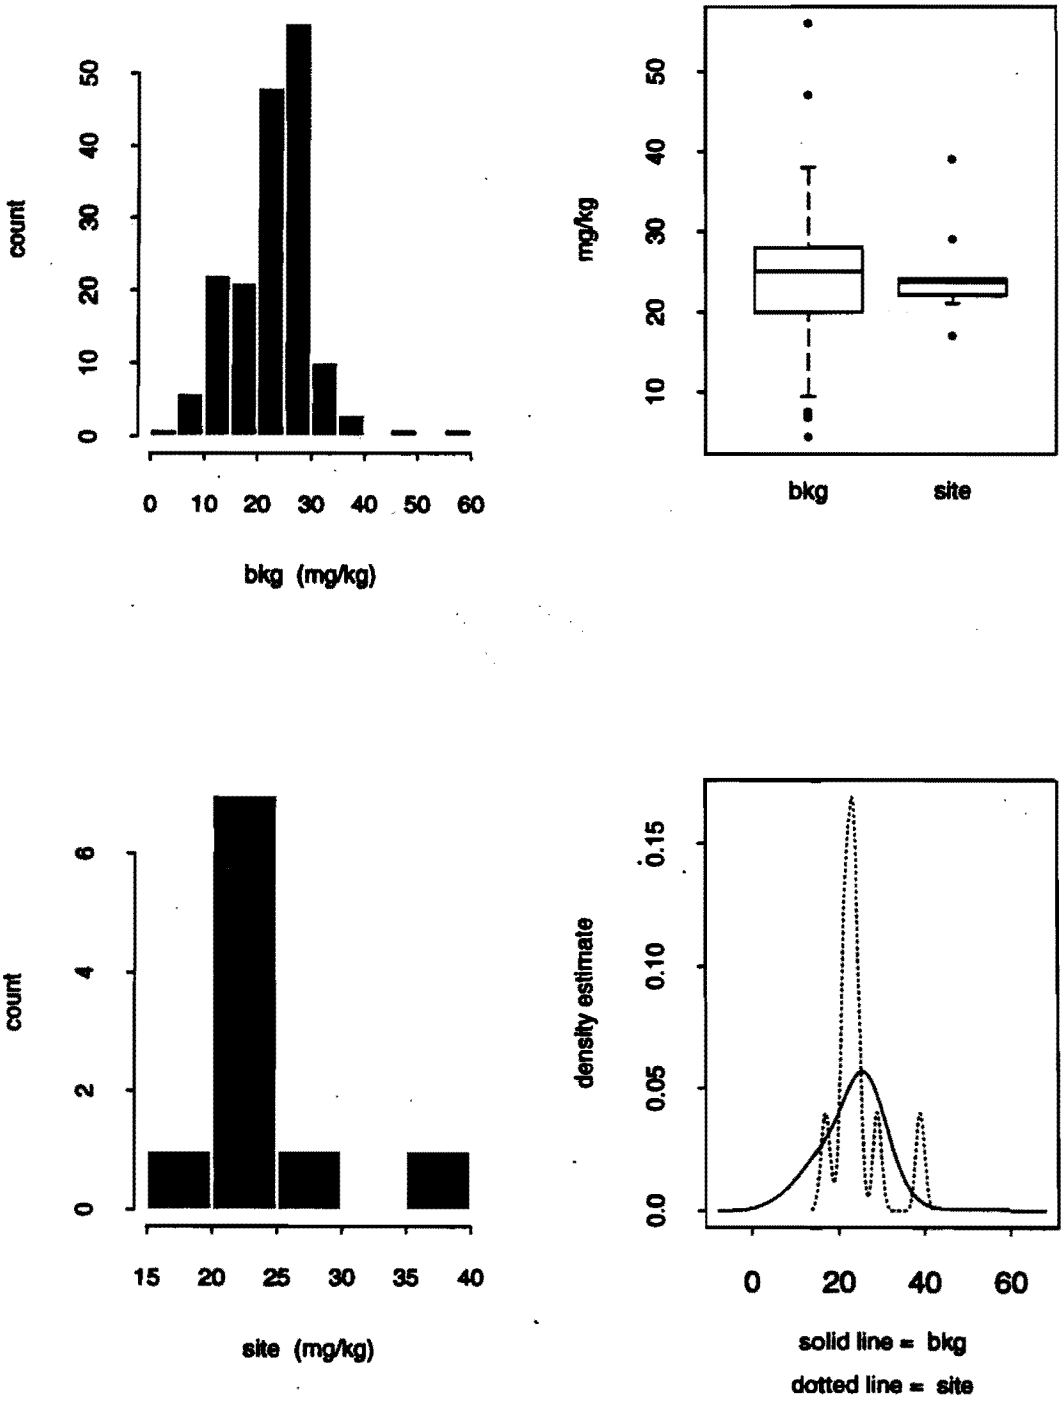 count
50
40
30
20
10
0
0 10 20 30 40 50 60
bkg (mg/kg)
mg/kg
50
40
30
20
10
bkg site
count
6
4
2
0
15 20 25 30 35 40
site (mg/kg)
density estimate
0.15
0.10
0.05
0.0
0 20 40 60
solid line = bkg
dotted line = site